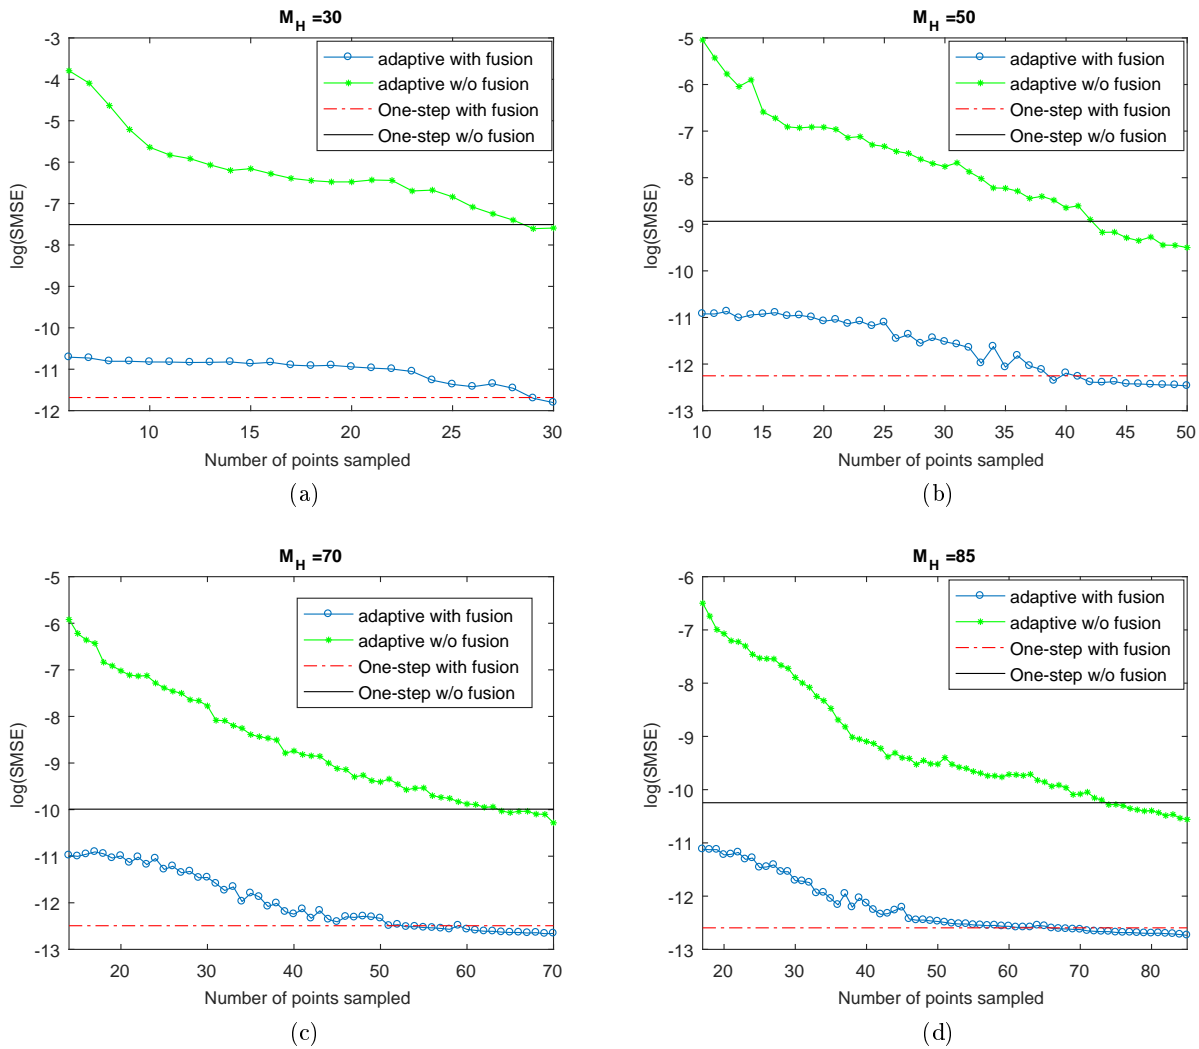 M_H =30
-3
-4
-5
-6
-7
-8
-9
-10
-11
-12
log(SMSE)
adaptive with fusion
adaptive w/o fusion
One-step with fusion
One-step w/o fusion
10
15
20
25
30
Number of points sampled
(a)
M_H =50
-5
-6
-7
-8
-9
-10
-11
-12
-13
log(SMSE)
adaptive with fusion
adaptive w/o fusion
One-step with fusion
One-step w/o fusion
10
15
20
25
30
35
40
45
50
Number of points sampled
(b)
M_H =70
-5
-6
-7
-8
-9
-10
-11
-12
-13
log(SMSE)
adaptive with fusion
adaptive w/o fusion
One-step with fusion
One-step w/o fusion
20
30
40
50
60
70
Number of points sampled
(c)
M_H =85
-6
-7
-8
-9
-10
-11
-12
-13
log(SMSE)
adaptive with fusion
adaptive w/o fusion
One-step with fusion
One-step w/o fusion
20
30
40
50
60
70
80
Number of points sampled
(d)